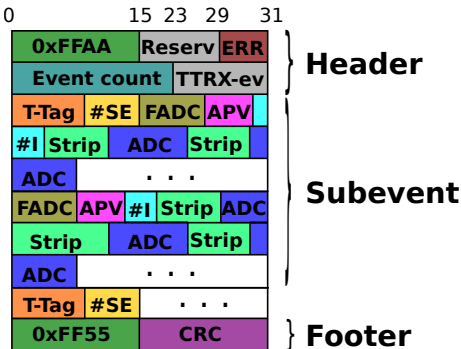 0 15 23 29 31
0xFFAA Reserv ERR
Header
Event count TTRX-ev
T-Tag #SE FADC APV
#I Strip ADC Strip
ADC . . .
Subevent
FADC APV #I Strip ADC
Strip ADC Strip
ADC . . .
T-Tag #SE . . .
0xFF55 CRC
Footer